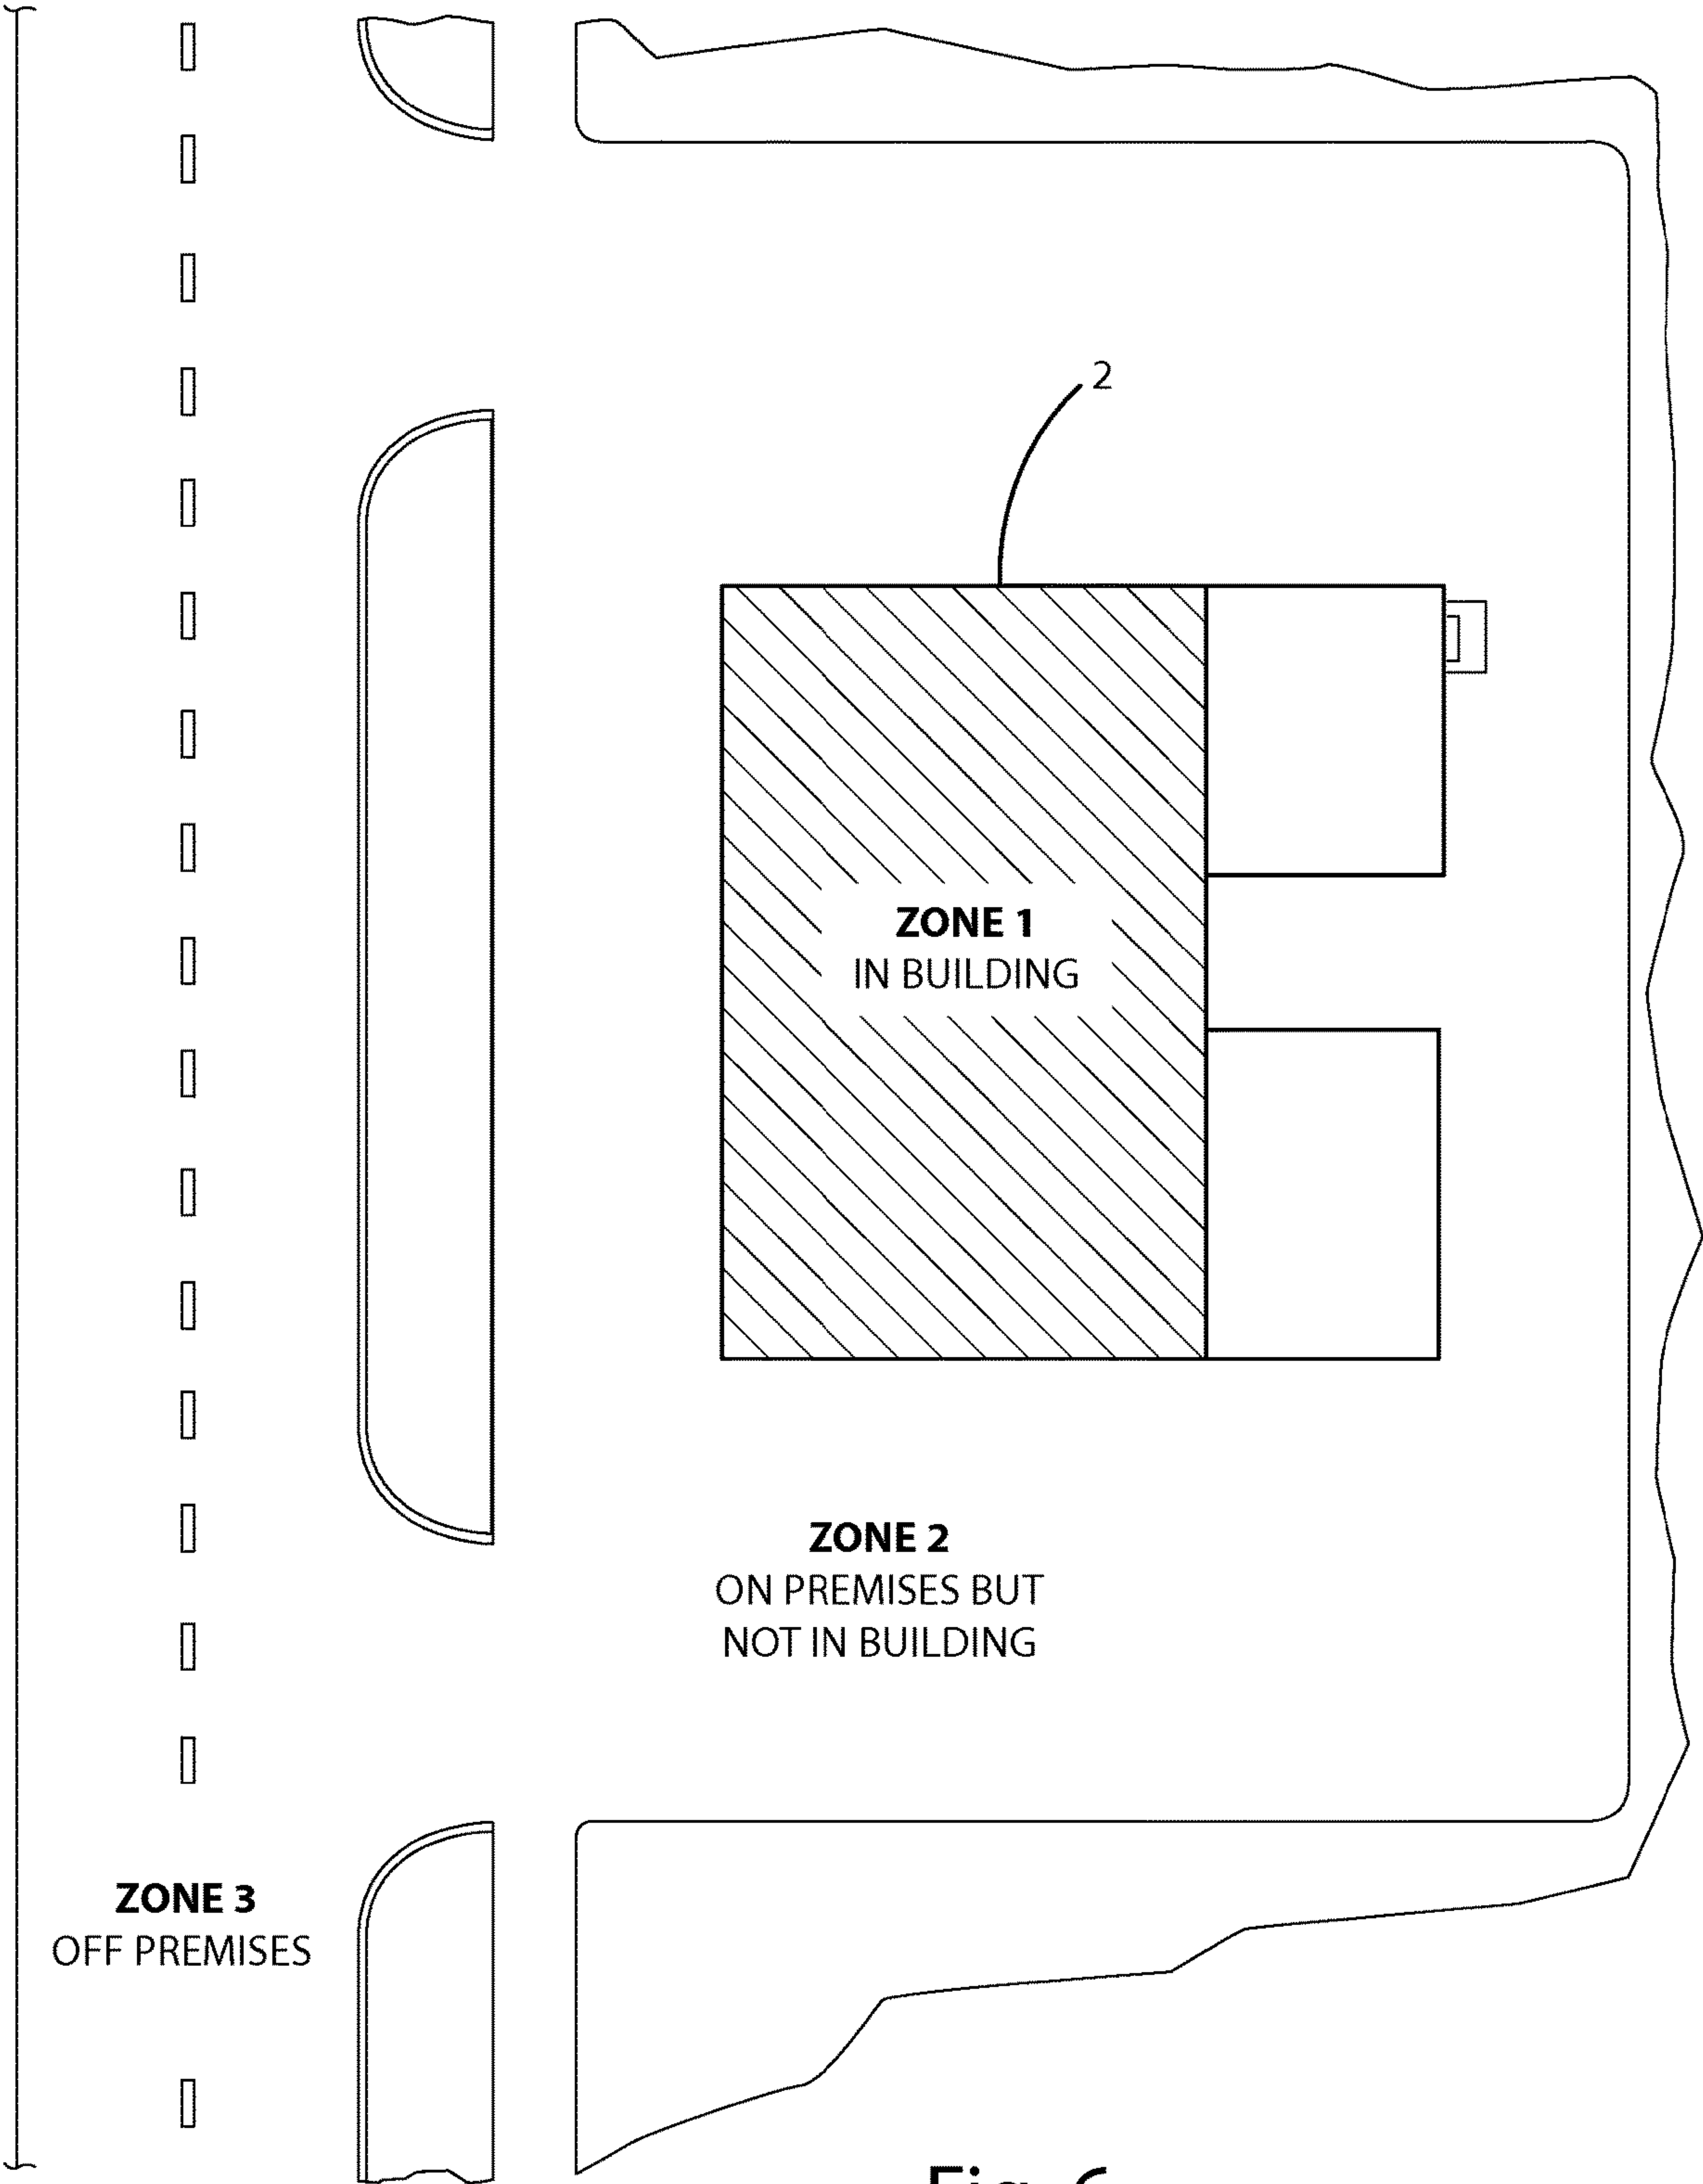 2
ZONE 1
IN BUILDING
ZONE 2
ON PREMISES BUT
NOT IN BUILDING
ZONE 3
OFF PREMISES